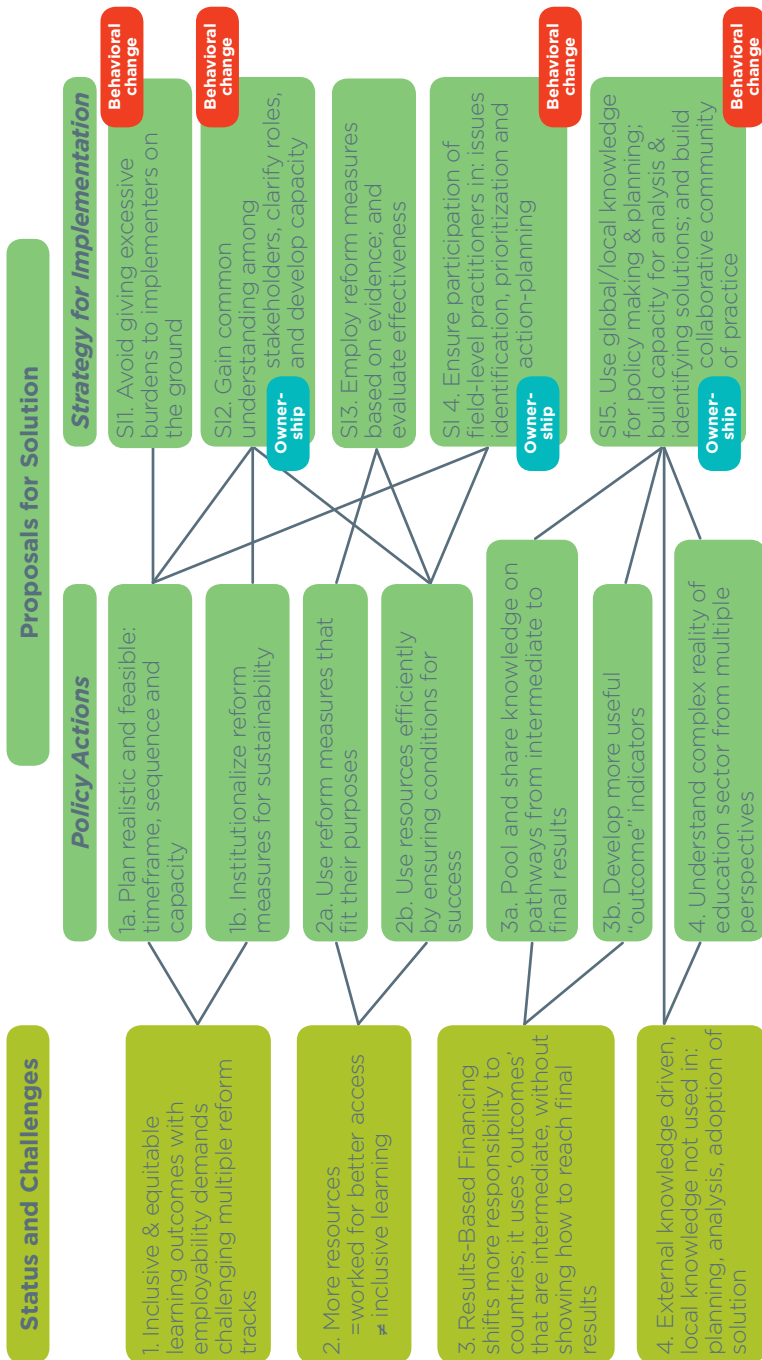 Status and Challenges
1. Inclusive & equitable
learning outcomes with
employability demands
challenging multiple reform
tracks
2. More resources
=worked for better access
≠ inclusive learning
3. Results-Based Financing
shifts more responsibility to
countries; it uses ‘outcomes’
that are intermediate, without
showing how to reach final
results
4. External knowledge driven,
local knowledge not used in:
planning, analysis, adoption of
solution
Proposals for Solution
Policy Actions
1a. Plan realistic and feasible:
timeframe, sequence and
capacity
1b. Institutionalize reform
measures for sustainability
2a. Use reform measures that
fit their purposes
2b. Use resources efficiently
by ensuring conditions for
success
3a. Pool and share knowledge on
pathways from intermediate to
final results
3b. Develop more useful
“outcome” indicators
4. Understand complex reality of
education sector from multiple
perspectives
Strategy for Implementation
SI1. Avoid giving excessive
burdens to implementers on
the ground
Behavioral
change
SI2. Gain common
understanding among
stakeholders, clarify roles,
and develop capacity
Owner-
ship
Behavioral
change
SI3. Employ reform measures
based on evidence; and
evaluate effectiveness
SI 4. Ensure participation of
field-level practitioners in: issues
identification, prioritization and
action-planning
Owner-
ship
Behavioral
change
SI5. Use global/local knowledge
for policy making & planning;
build capacity for analysis &
identifying solutions; and build
collaborative community
of practice
Owner-
ship
Behavioral
change